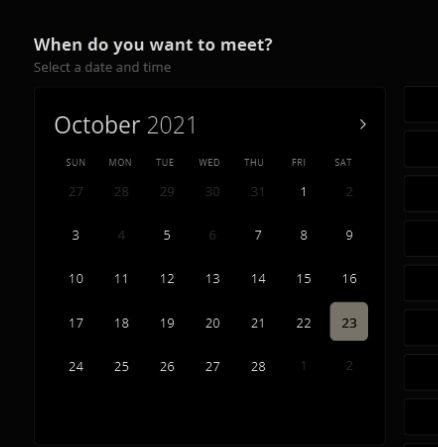 When do you want to meet?
Select a date and time
October 2021 >
SUN MON TUE WED THU FRI SAT
27 28 29 30 31 1 2
3 4 5 6 7 8 9
10 11 12 13 14 15 16
17 18 19 20 21 22 23
24 25 26 27 28 1 2